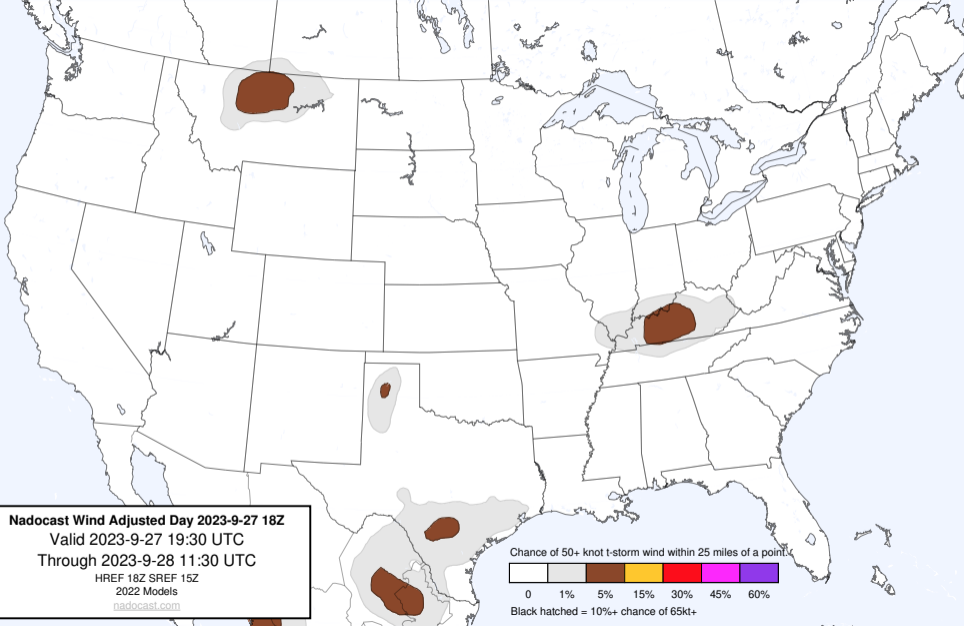 Nadocast Wind Adjusted Day 2023-9-27 18Z
Valid 2023-9-27 19:30 UTC
Through 2023-9-28 11:30 UTC
HREF 18Z SREF 15Z
2022 Models
nadocast.com
Chance of 50+ knot t-storm wind within 25 miles of a point.
0 1% 5% 15% 30% 45% 60%
Black hatched = 10%+ chance of 65kt+